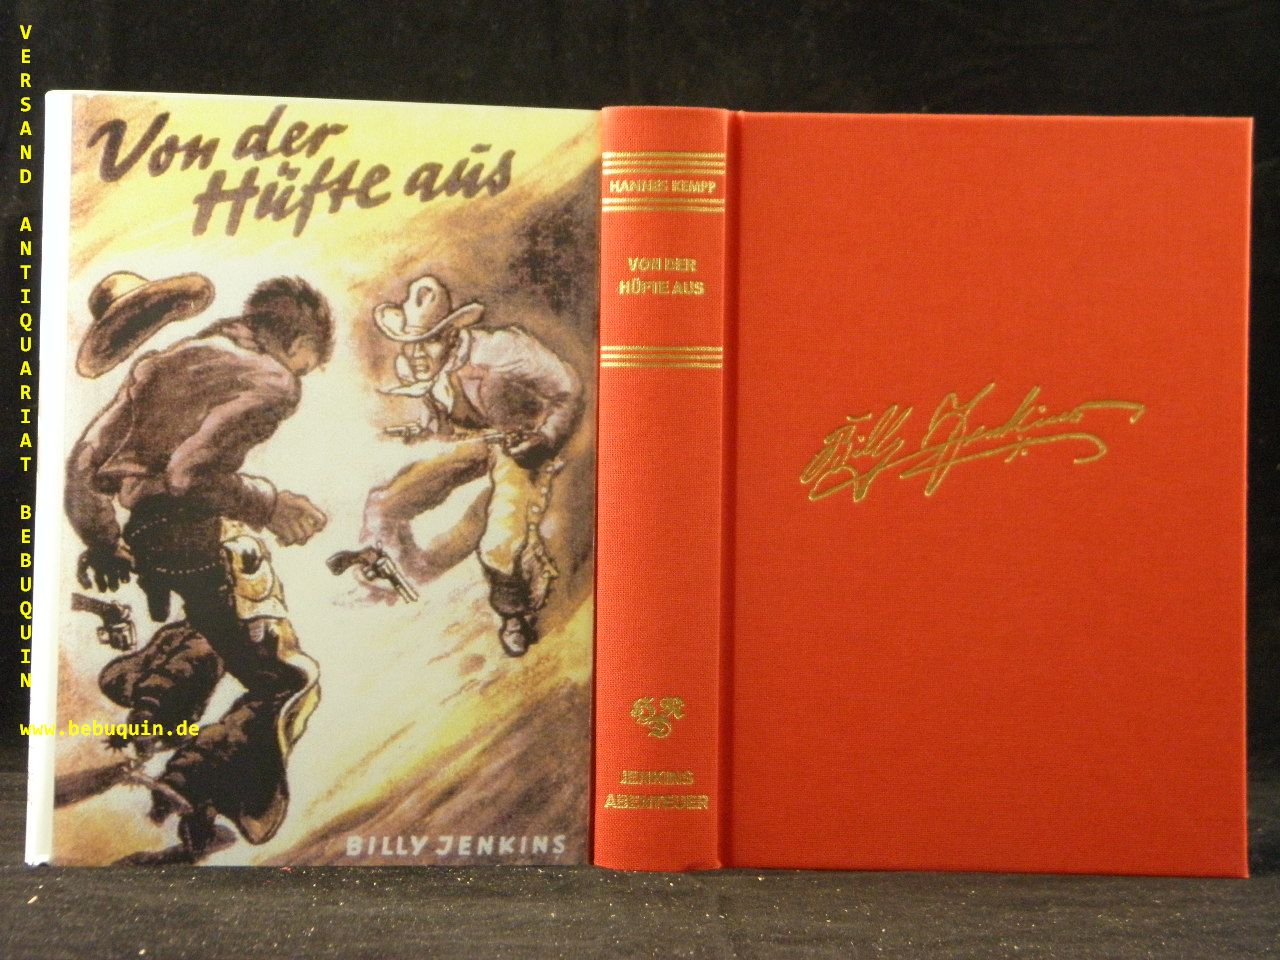 VERSAND ANTIQUARIAT BEBUQUIN
www.bebuquin.de
Von der
Hüfte aus
BILLY JENKINS
HANNES KEMPP
VON DER
HÜFTE AUS
JENKINS
ABENTEUER
Billy Jenkins